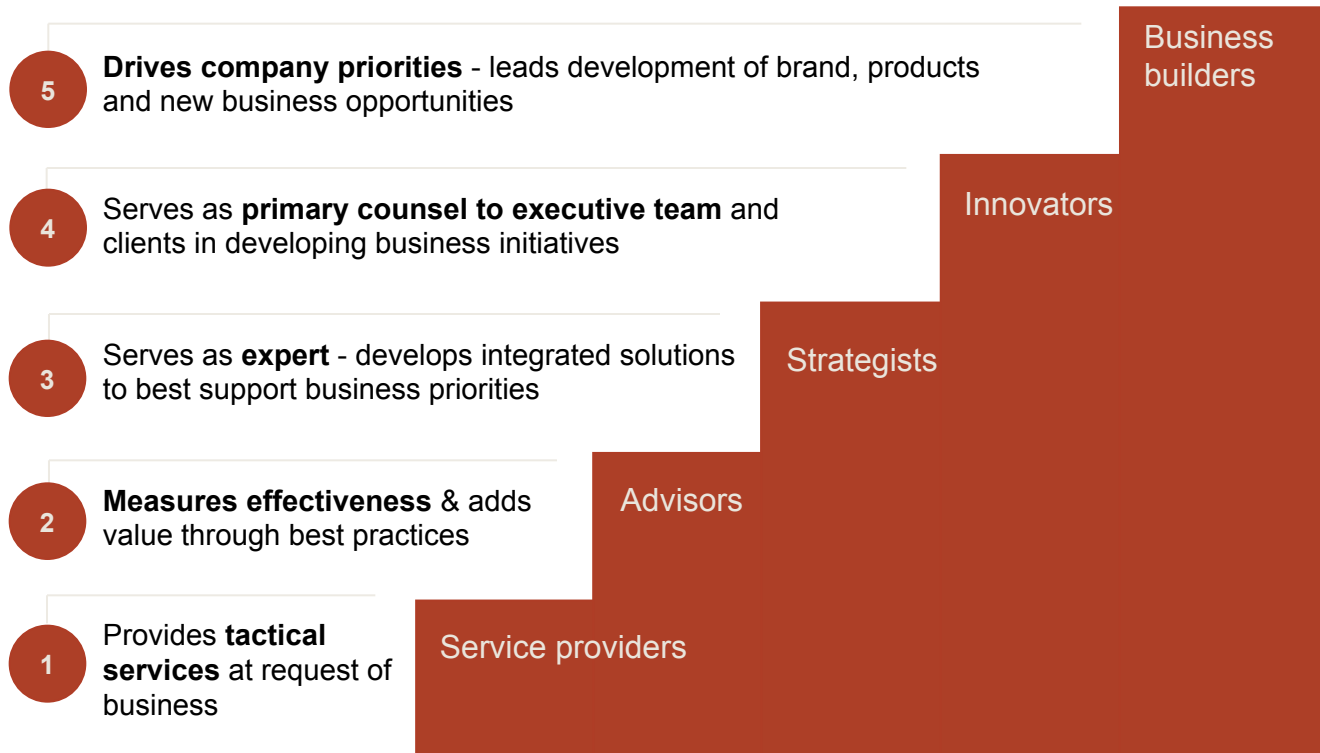 Business
builders
5
Drives company priorities - leads development of brand, products
and new business opportunities
Innovators
4
Serves as primary counsel to executive team and
clients in developing business initiatives
Strategists
3
Serves as expert - develops integrated solutions
to best support business priorities
Advisors
2
Measures effectiveness & adds
value through best practices
Service providers
1
Provides tactical
services at request of
business